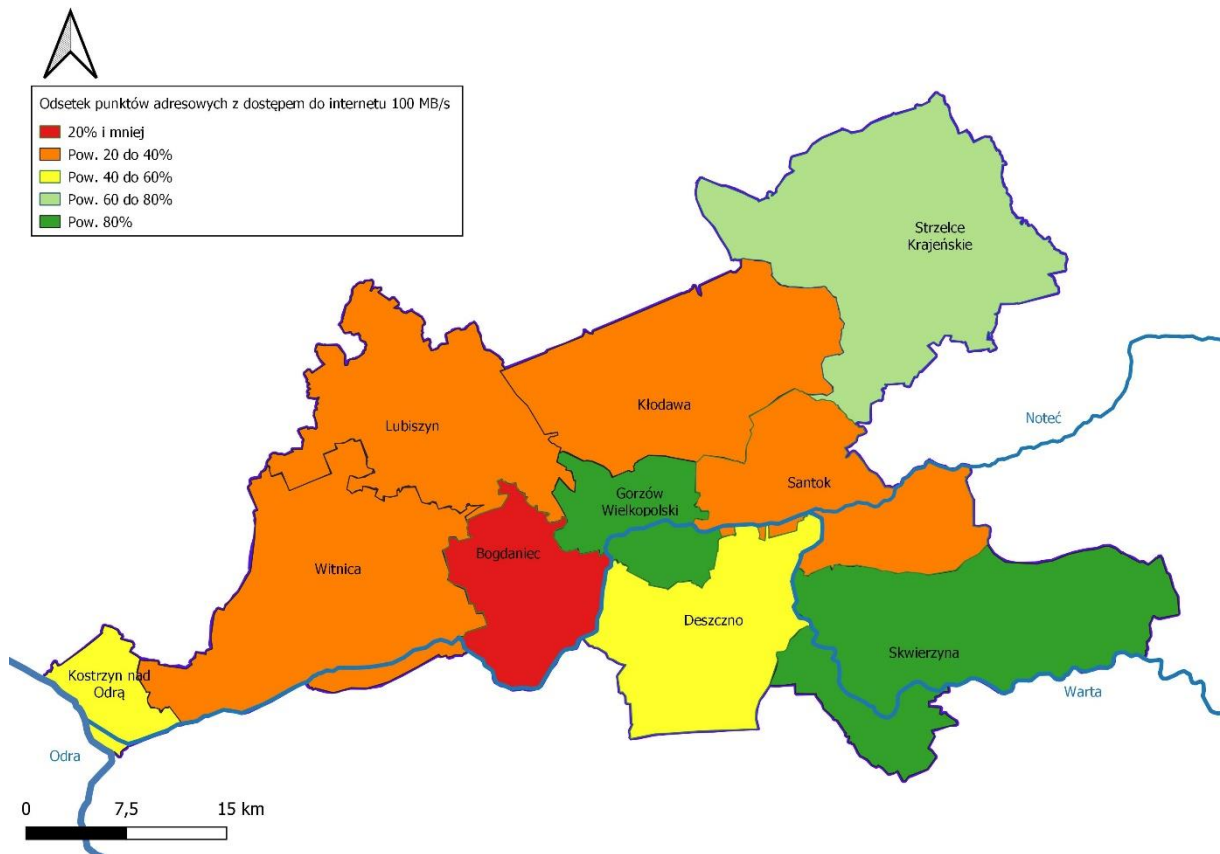 Odsetek punktów adresowych z dostępem do internetu 100 MB/s
20% i mniej
Pow. 20 do 40%
Pow. 40 do 60%
Pow. 60 do 80%
Pow. 80%
Strzelce
Krajeńskie
Kłodawa
Noteć
Lubiszyn
Santok
Gorzów
Wielkopolski
Bogdaniec
Witnica
Deszczno
Skwierzyna
Kostrzyn nad
Odrą
Warta
Odra
0 7,5 15 km